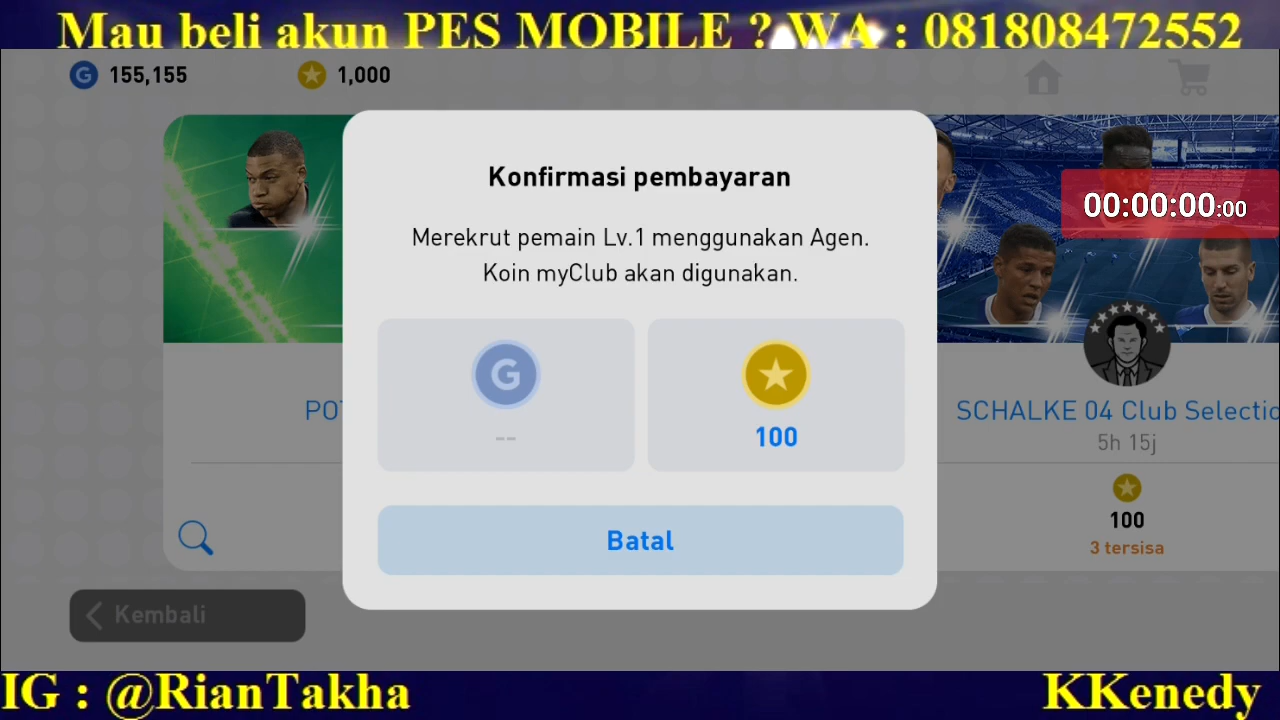 Mau beli akun PES MOBILE ? WA : 081808472552
G 155,155
1,000
Konfirmasi pembayaran
Merekrut pemain Lv.1 menggunakan Agen.
Koin myClub akan digunakan.
00:00:00:00
G
--
100
PO
SCHALKE 04 Club Selectio
5h 15j
100
3 tersisa
Batal
Kembali
IG : @RianTakha
KKenedy